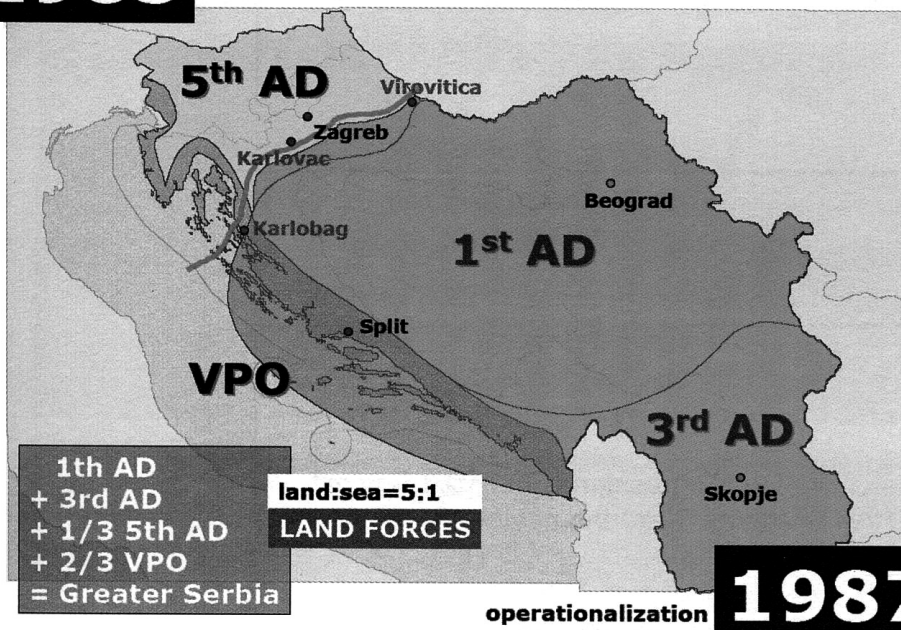 5th AD
Virovitica
Zagreb
Karlovac
Beograd
Karlobag
1st AD
Split
VPO
3rd AD
Skopje
1th AD
+ 3rd AD
+ 1/3 5th AD
+ 2/3 VPO
= Greater Serbia
land:sea=5:1
LAND FORCES
operationalization 1987